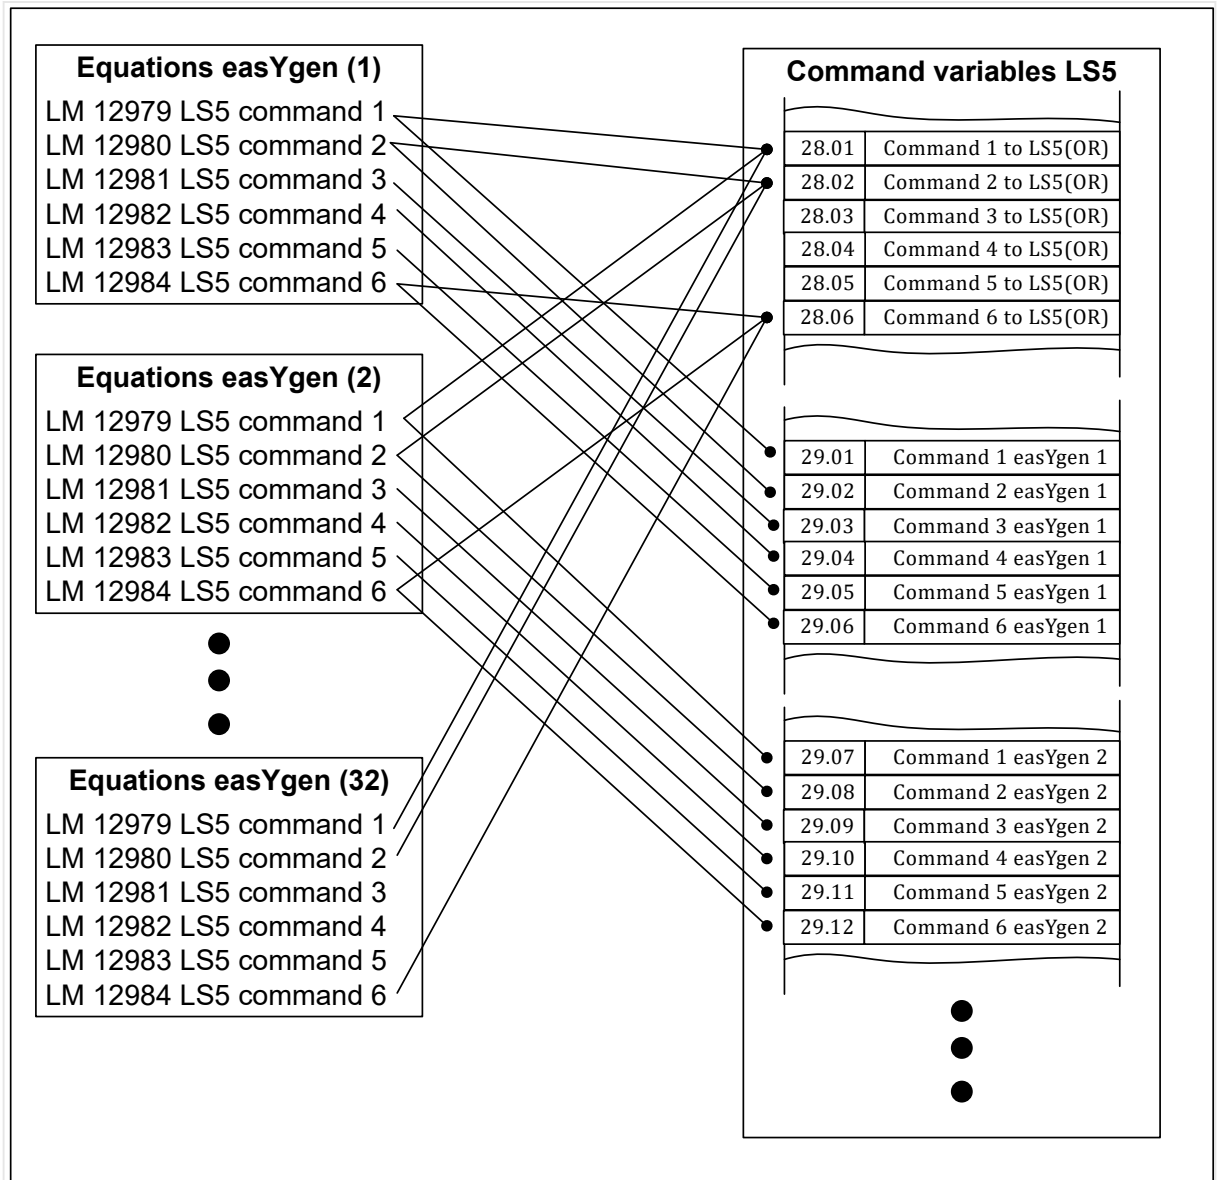 Equations easYgen (1)
LM 12979 LS5 command 1
LM 12980 LS5 command 2
LM 12981 LS5 command 3
LM 12982 LS5 command 4
LM 12983 LS5 command 5
LM 12984 LS5 command 6
Equations easYgen (2)
LM 12979 LS5 command 1
LM 12980 LS5 command 2
LM 12981 LS5 command 3
LM 12982 LS5 command 4
LM 12983 LS5 command 5
LM 12984 LS5 command 6
Equations easYgen (32)
LM 12979 LS5 command 1
LM 12980 LS5 command 2
LM 12981 LS5 command 3
LM 12982 LS5 command 4
LM 12983 LS5 command 5
LM 12984 LS5 command 6
Command variables LS5
28.01 Command 1 to LS5(OR)
28.02 Command 2 to LS5(OR)
28.03 Command 3 to LS5(OR)
28.04 Command 4 to LS5(OR)
28.05 Command 5 to LS5(OR)
28.06 Command 6 to LS5(OR)
29.01 Command 1 easYgen 1
29.02 Command 2 easYgen 1
29.03 Command 3 easYgen 1
29.04 Command 4 easYgen 1
29.05 Command 5 easYgen 1
29.06 Command 6 easYgen 1
29.07 Command 1 easYgen 2
29.08 Command 2 easYgen 2
29.09 Command 3 easYgen 2
29.10 Command 4 easYgen 2
29.11 Command 5 easYgen 2
29.12 Command 6 easYgen 2